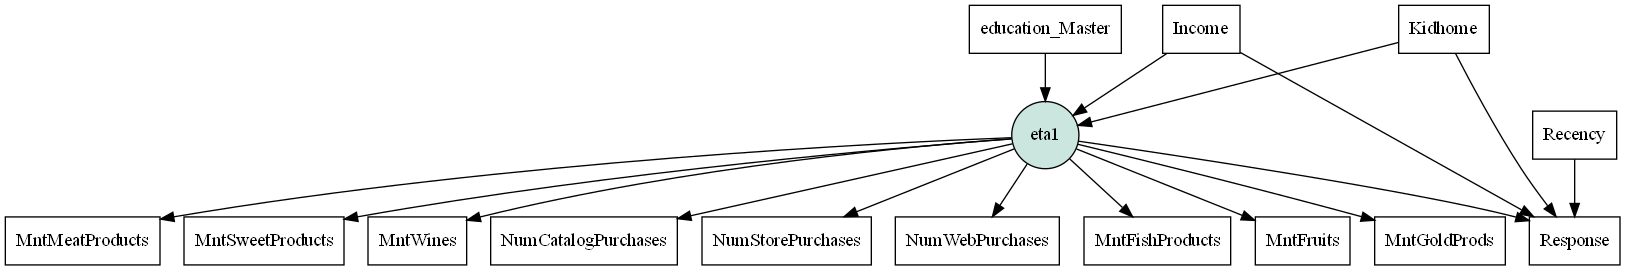 education_Master
Income
Kidhome
eta1
Recency
MntMeatProducts
MntSweetProducts
MntWines
NumCatalogPurchases
NumStorePurchases
NumWebPurchases
MntFishProducts
MntFruits
MntGoldProds
Response